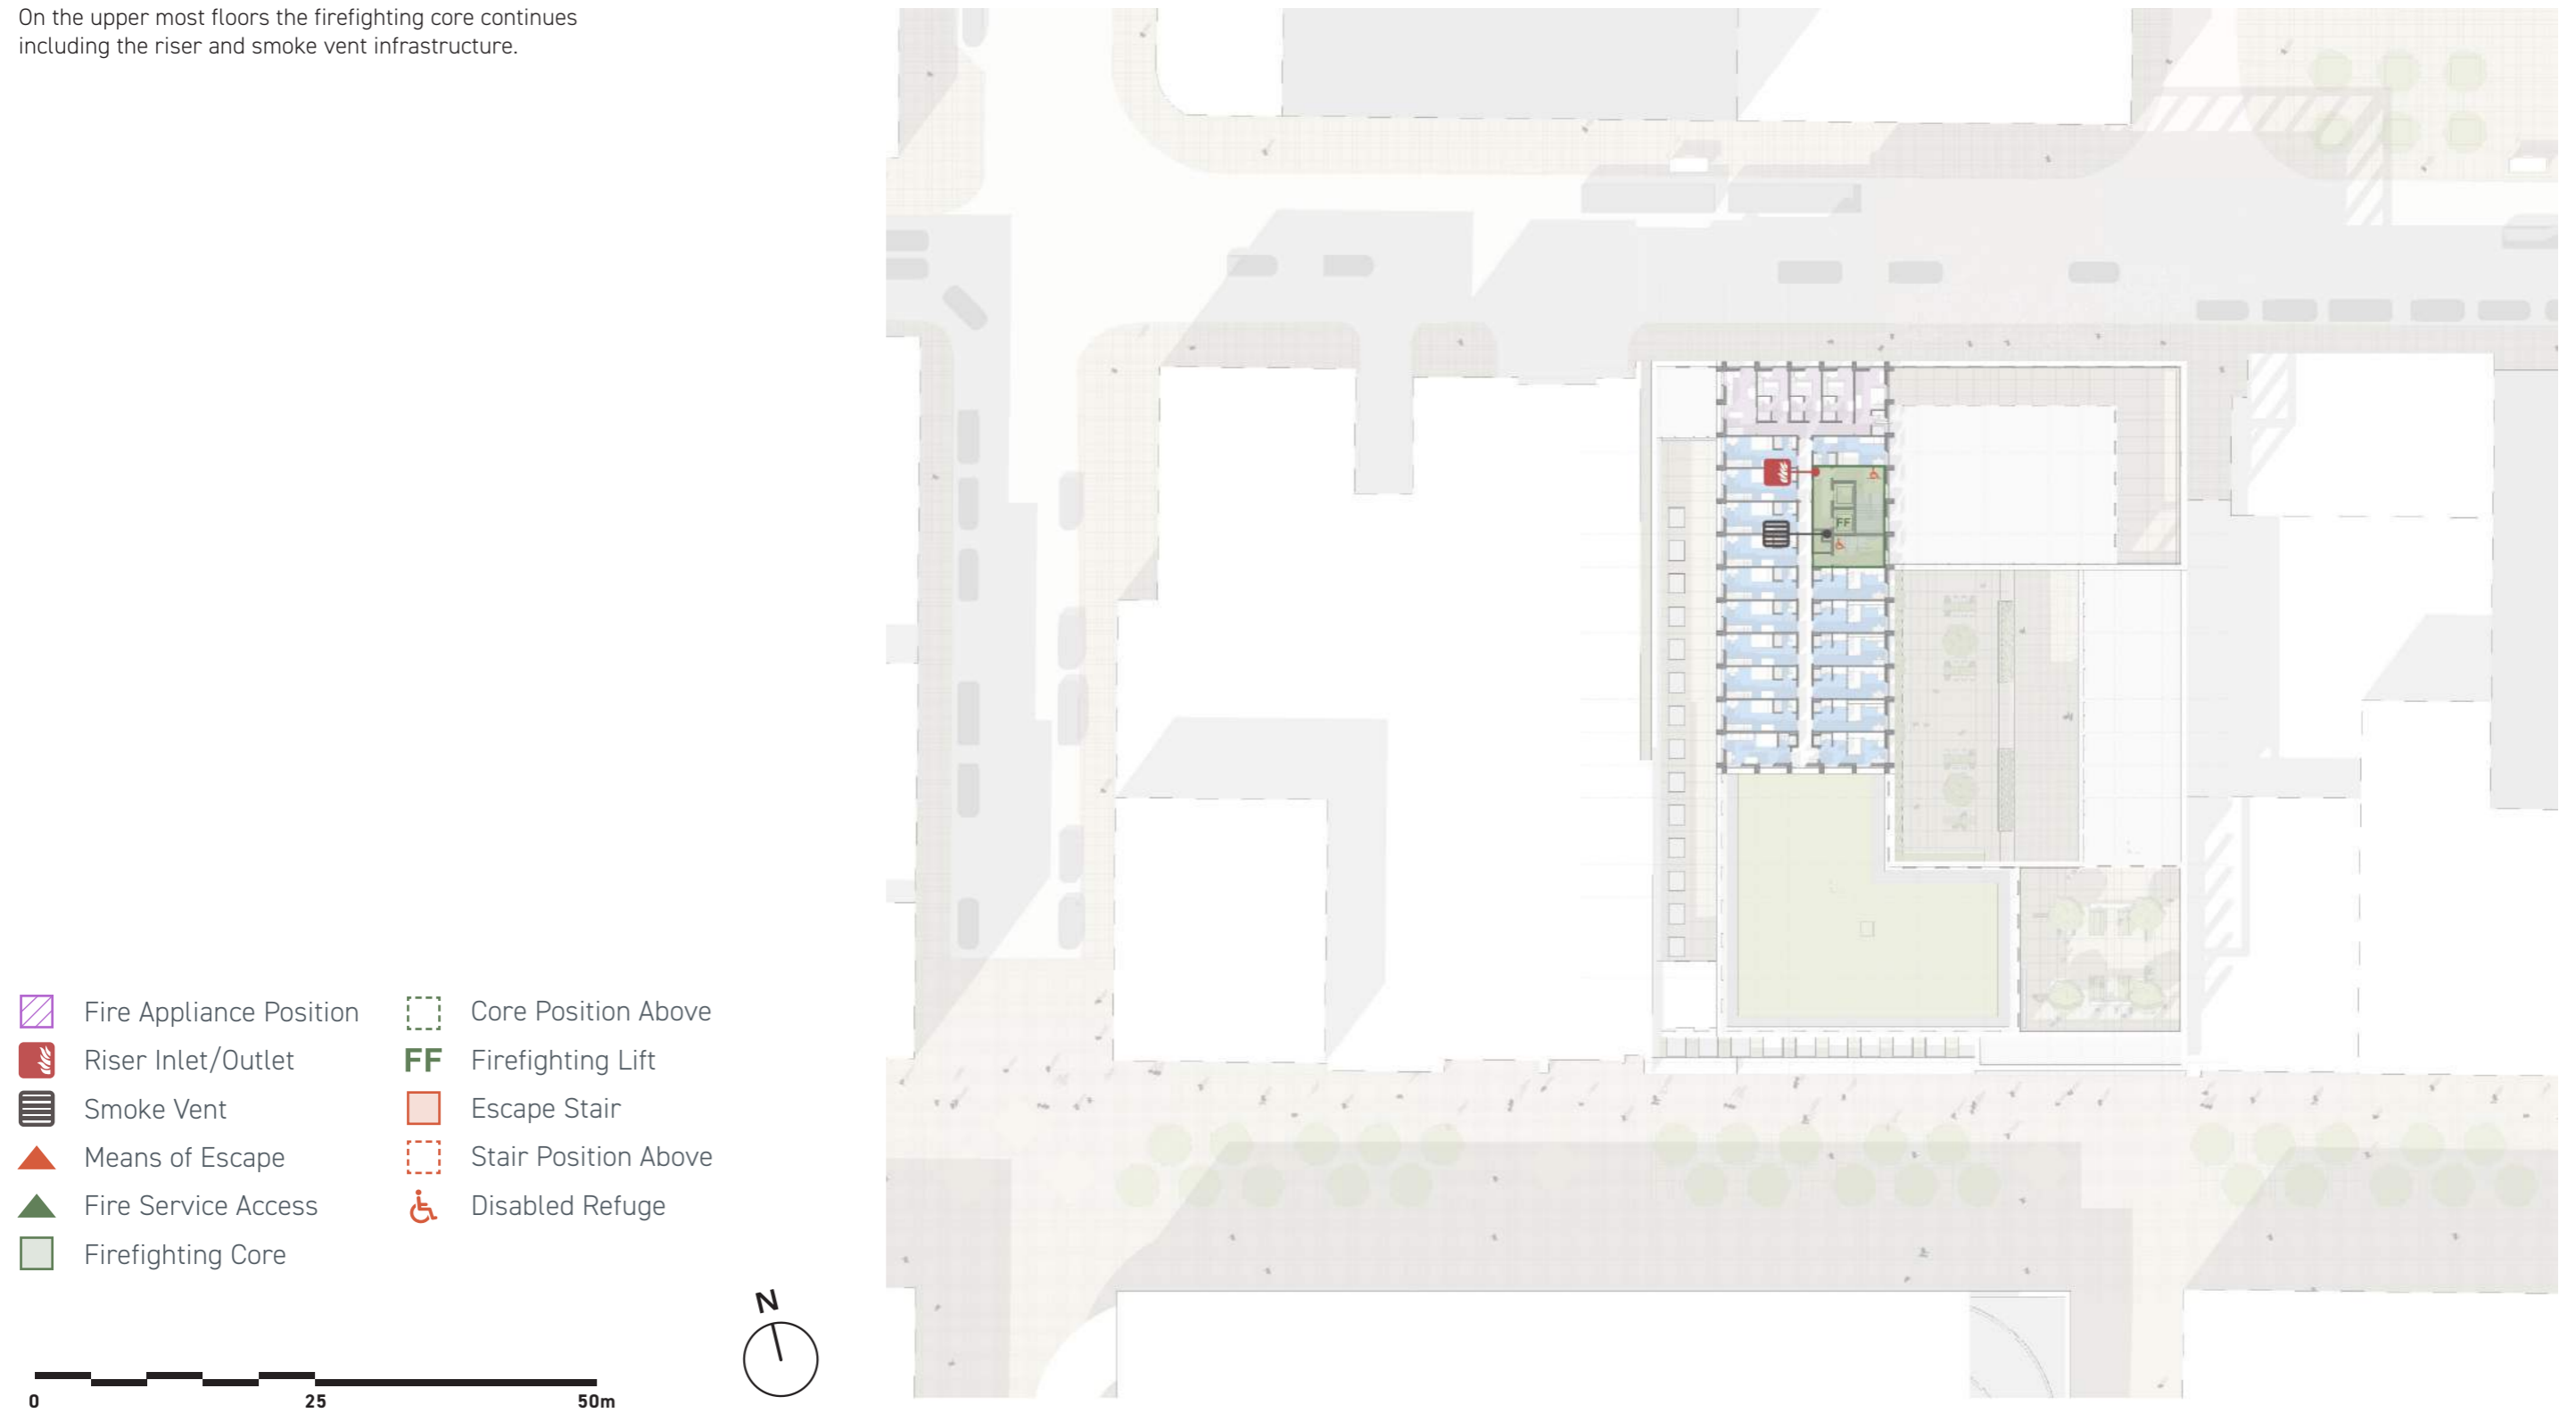 On the upper most floors the firefighting core continues
including the riser and smoke vent infrastructure.
Fire Appliance Position
Riser Inlet/Outlet
Smoke Vent
Means of Escape
Fire Service Access
Firefighting Core
Core Position Above
FF Firefighting Lift
Escape Stair
Stair Position Above
Disabled Refuge
N
0 25 50m
FF